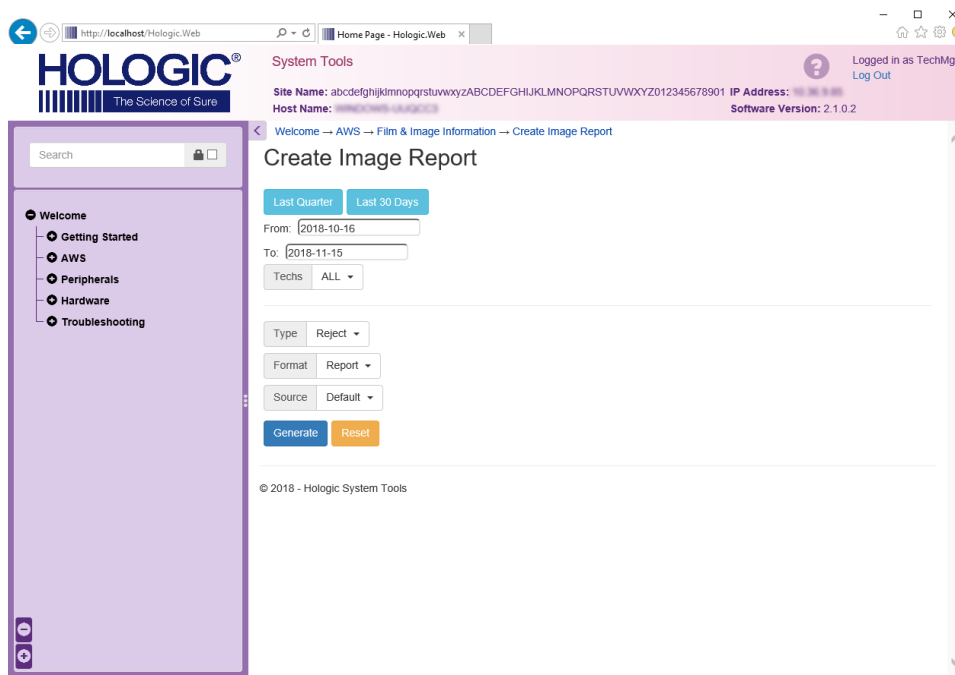 http://localhost/Hologic.Web
Home Page - Hologic.Web
HOLOGIC®
The Science of Sure
System Tools
Logged in as TechMg
Log Out
Site Name: abcdefghijklmnopqrstuvwxyzABCDEFGHIJKLMNOPQRSTUVWXYZ012345678901 IP Address:
Host Name:
Software Version: 2.1.0.2
Search
Welcome → AWS → Film & Image Information → Create Image Report
Create Image Report
Last Quarter Last 30 Days
From: 2018-10-16
To: 2018-11-15
Techs ALL
Type Reject
Format Report
Source Default
Generate Reset
© 2018 - Hologic System Tools
Welcome
Getting Started
AWS
Peripherals
Hardware
Troubleshooting